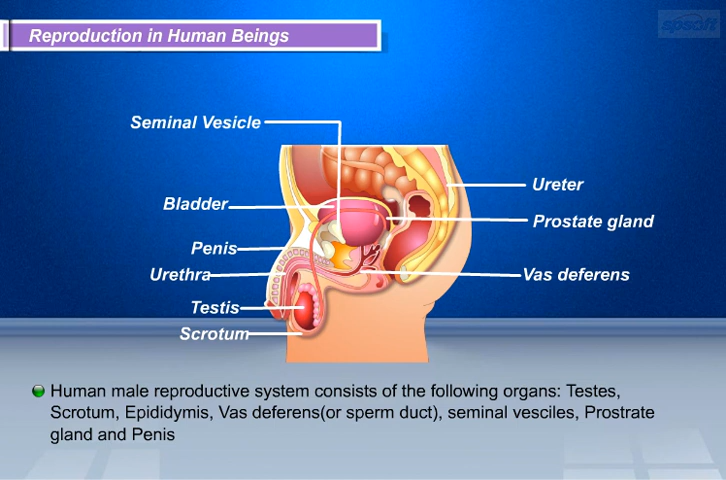 Reproduction in Human Beings
spsoft
Seminal Vesicle
Ureter
Bladder
Prostate gland
Penis
Urethra
Vas deferens
Testis
Scrotum
Human male reproductive system consists of the following organs: Testes,
Scrotum, Epididymis, Vas deferens(or sperm duct), seminal vesciles, Prostrate
gland and Penis